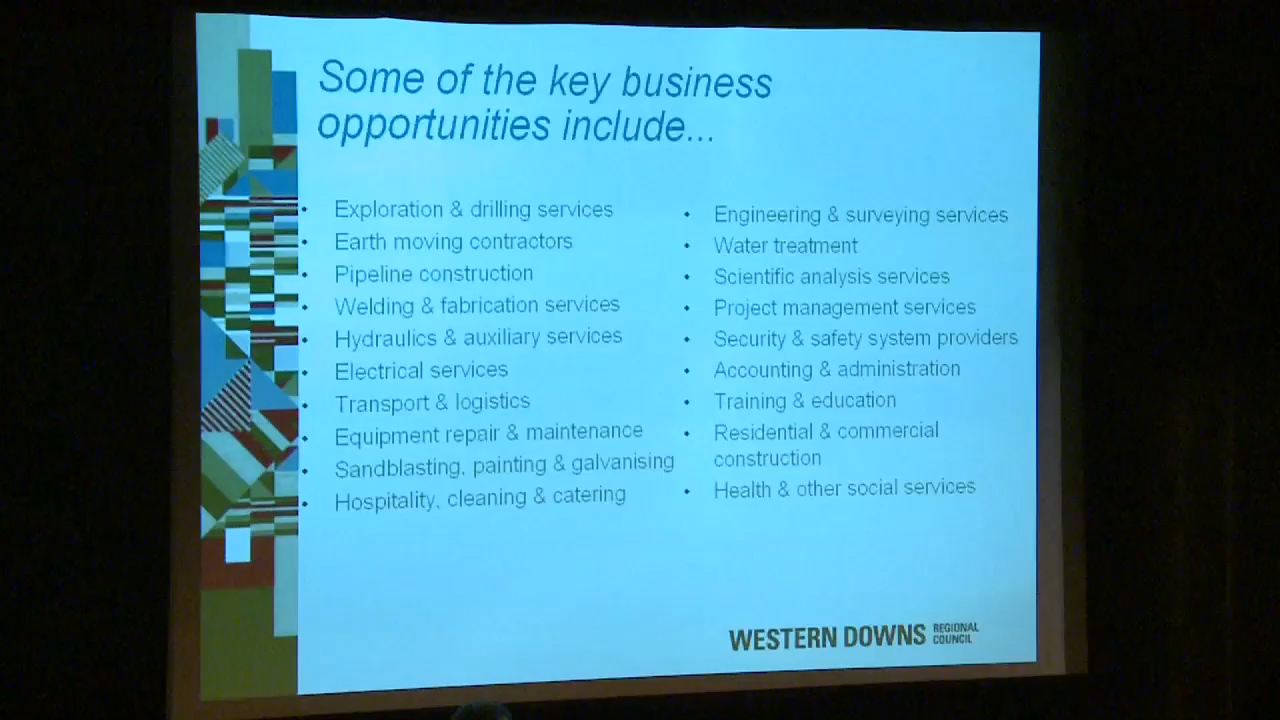 Some of the key business
opportunities include...
• Exploration & drilling services
• Earth moving contractors
• Pipeline construction
• Welding & fabrication services
• Hydraulics & auxiliary services
• Electrical services
• Transport & logistics
• Equipment repair & maintenance
• Sandblasting, painting & galvanising
• Hospitality, cleaning & catering
• Engineering & surveying services
• Water treatment
• Scientific analysis services
• Project management services
• Security & safety system providers
• Accounting & administration
• Training & education
• Residential & commercial
construction
• Health & other social services
WESTERN DOWNS REGIONAL
COUNCIL